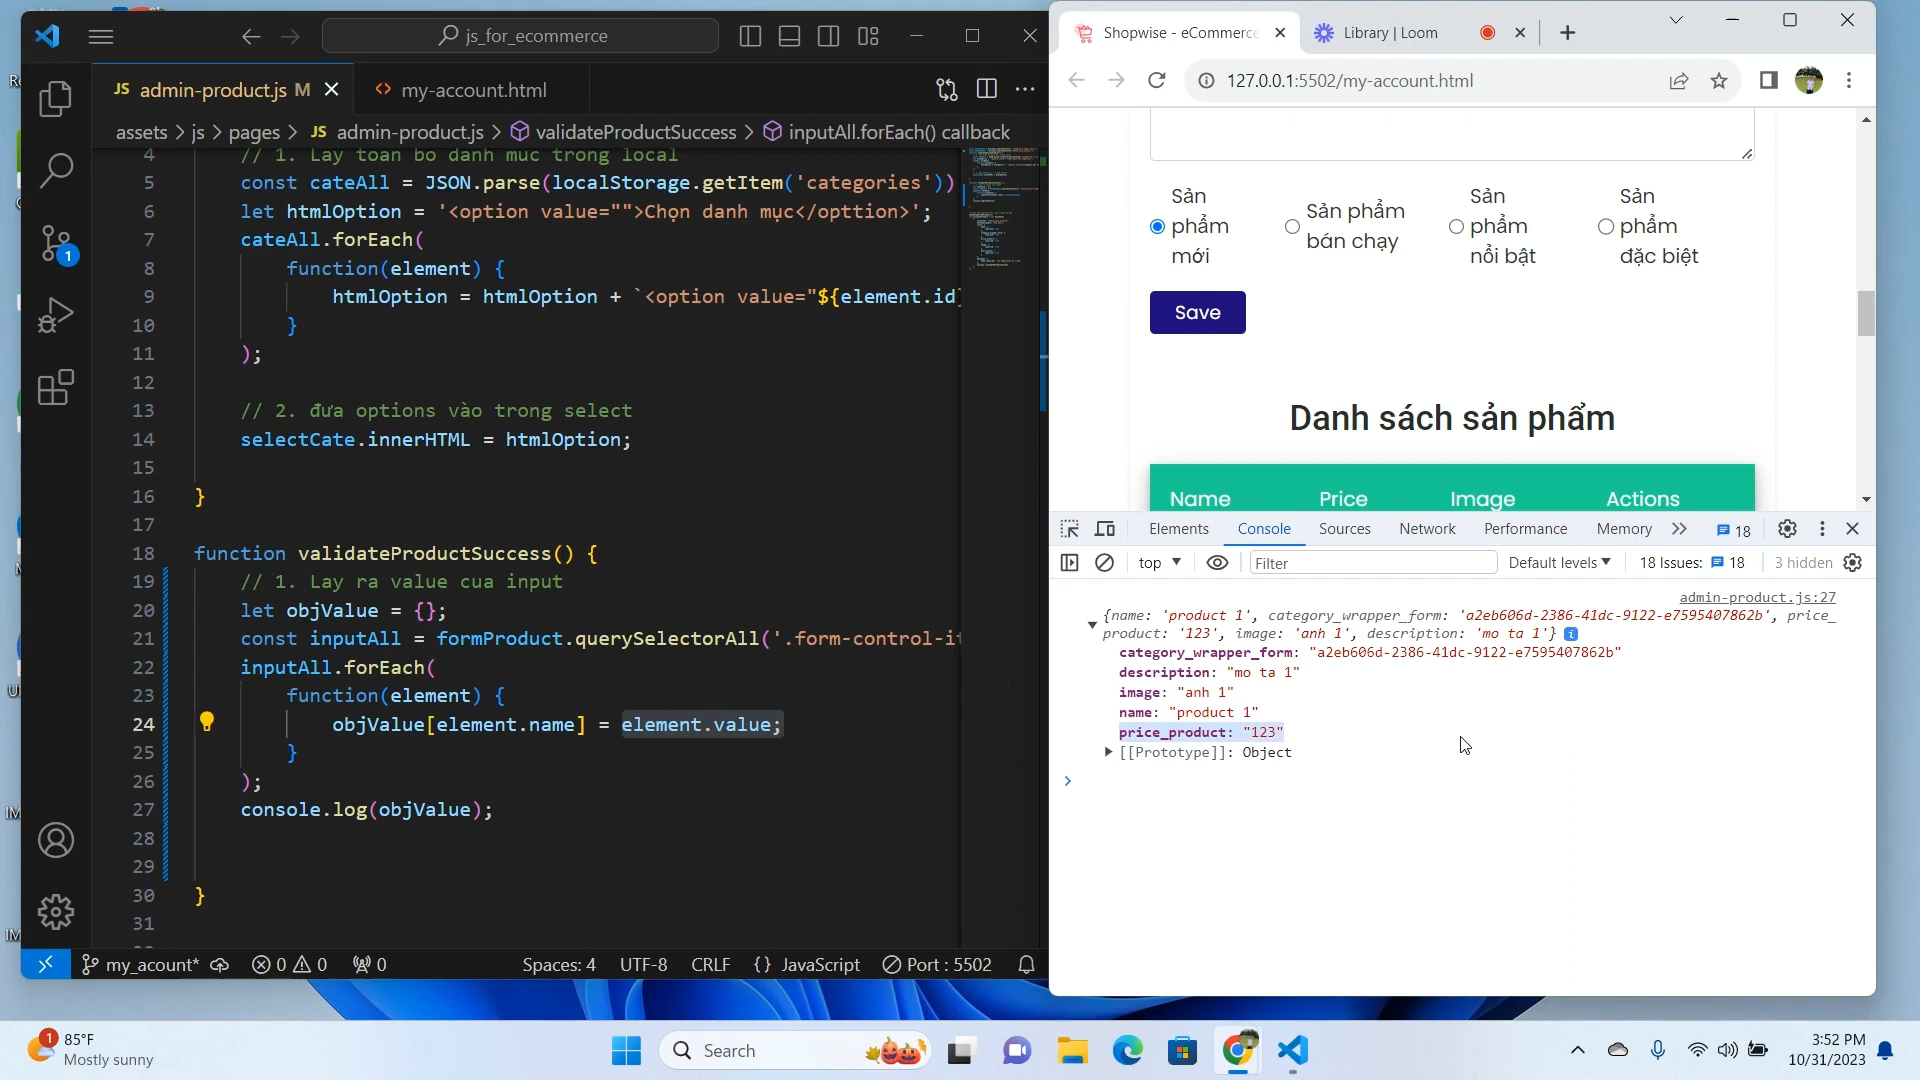 js_for_ecommerce
JS admin-product.js M
<> my-account.html
assets > js > pages > JS admin-product.js > validateProductSuccess > inputAll.forEach() callback
4 // 1. Lay toan bo danh muc trong local
5 const cateAll = JSON.parse(localStorage.getItem('categories'))
6 let htmlOption = '<option value="">Chọn danh mục</opttion>';
7 cateAll.forEach(
8 function(element) {
9 htmlOption = htmlOption + `<option value="${element.id}
10 }
11 );
12
13 // 2. đưa options vào trong select
14 selectCate.innerHTML = htmlOption;
15
16 }
17
18 function validateProductSuccess() {
19 // 1. Lay ra value cua input
20 let objValue = {};
21 const inputAll = formProduct.querySelectorAll('.form-control-it
22 inputAll.forEach(
23 function(element) {
24 objValue[element.name] = element.value;
25 }
26 );
27 console.log(objValue);
28
29
30 }
31
1
my_acount*
0 0
0
Spaces: 4
UTF-8
CRLF
{} JavaScript
Port : 5502
Shopwise - eCommerce
Library | Loom
127.0.0.1:5502/my-account.html
Sản phẩm mới
Sản phẩm bán chạy
Sản phẩm nổi bật
Sản phẩm đặc biệt
Save
Danh sách sản phẩm
Name Price Image Actions
Elements Console Sources Network Performance Memory 18
top Filter Default levels 18 Issues: 18 3 hidden
admin-product.js:27
{name: 'product 1', category_wrapper_form: 'a2eb606d-2386-41dc-9122-e7595407862b', price_
product: '123', image: 'anh 1', description: 'mo ta 1'}
category_wrapper_form: "a2eb606d-2386-41dc-9122-e7595407862b"
description: "mo ta 1"
image: "anh 1"
name: "product 1"
price_product: "123"
[[Prototype]]: Object
1
85°F
Mostly sunny
Search
3:52 PM
10/31/2023